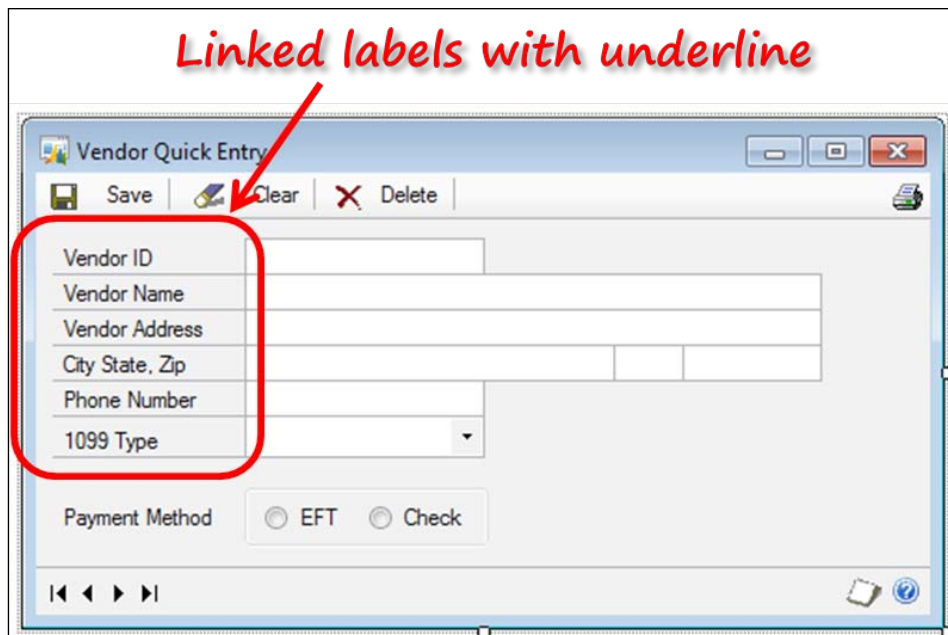 Linked labels with underline
Vendor Quick Entry
Save Clear Delete
Vendor ID
Vendor Name
Vendor Address
City State, Zip
Phone Number
1099 Type
Payment Method EFT Check